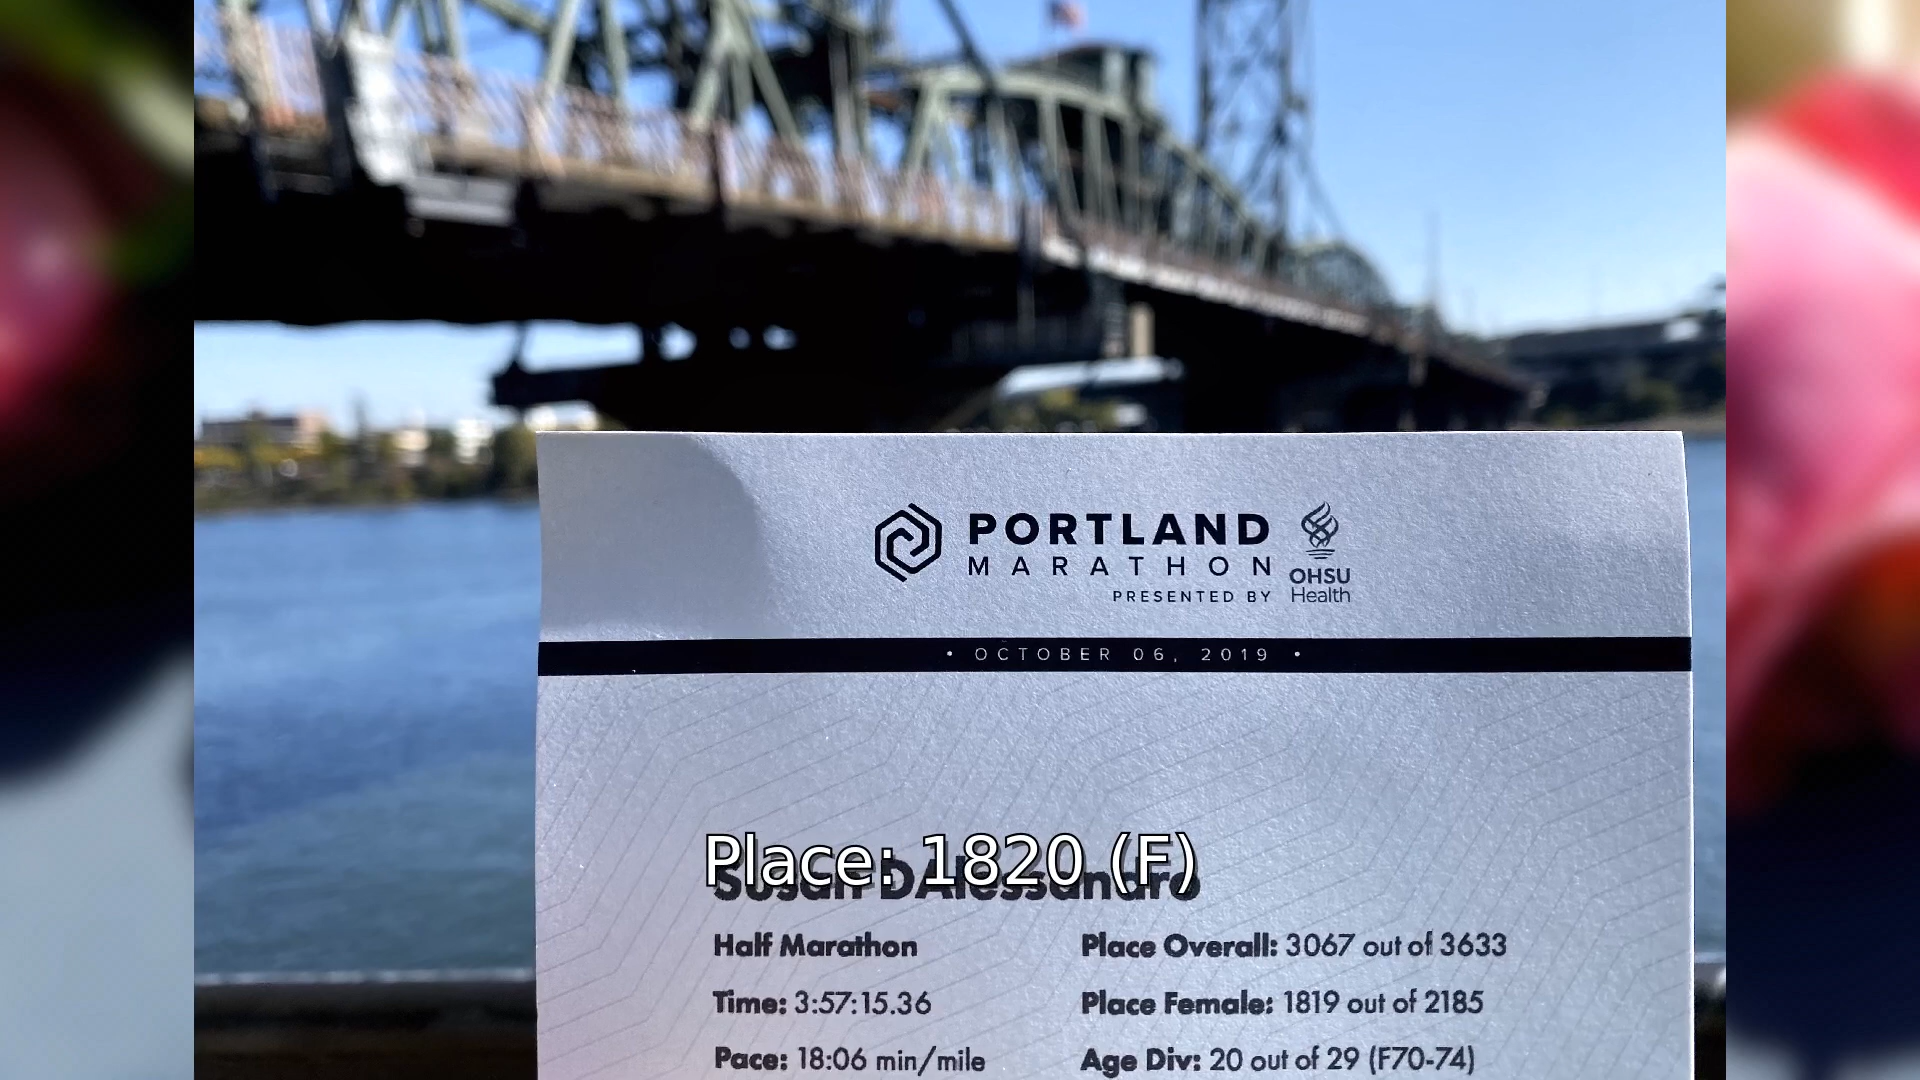 PORTLAND
MARATHON
PRESENTED BY
OHSU
Health
• OCTOBER 06, 2019 •
Place: 1820 (F)
Susan DAlessandro
Half Marathon
Place Overall: 3067 out of 3633
Time: 3:57:15.36
Place Female: 1819 out of 2185
Pace: 18:06 min/mile
Age Div: 20 out of 29 (F70-74)